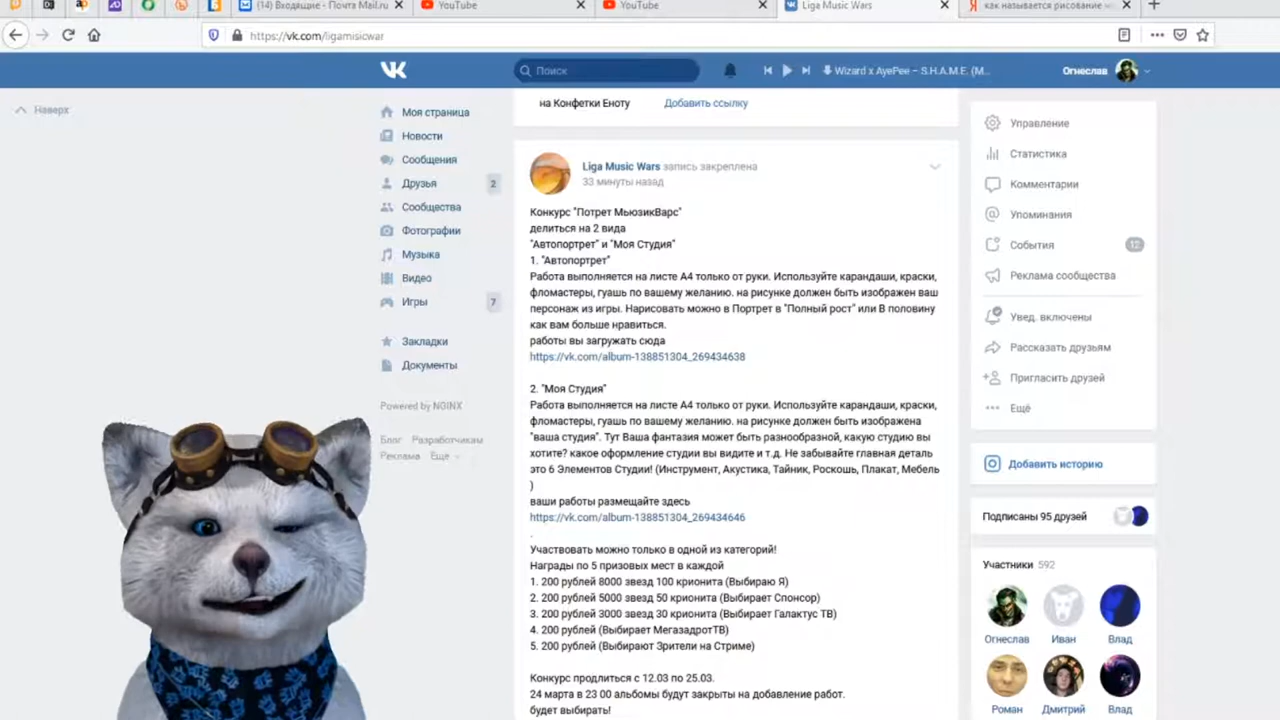 (14) Входящие - Почта Mail.ru
YouTube
YouTube
Liga Music Wars
как называется рисование
https://vk.com/ligamisicwar
Поиск
Wizard x AyePee – S.H.A.M.E. (M...
Огнеслав
Наверх
Моя страница
Новости
Сообщения
Друзья 2
Сообщества
Фотографии
Музыка
Видео
Игры 7
Закладки
Документы
Powered by NGINX
Блог Разработчикам
Реклама Ещё
на Конфетки Еноту Добавить ссылку
Liga Music Wars запись закреплена
33 минуты назад
Конкурс "Потрет МьюзикВарс"
делиться на 2 вида
"Автопортрет" и "Моя Студия"
1. "Автопортрет"
Работа выполняется на листе А4 только от руки. Используйте карандаши, краски,
фломастеры, гуашь по вашему желанию. на рисунке должен быть изображен ваш
персонаж из игры. Нарисовать можно в Портрет в "Полный рост" или В половину
как вам больше нравиться.
работы вы загружать сюда
https://vk.com/album-138851304_269434638
2. "Моя Студия"
Работа выполняется на листе А4 только от руки. Используйте карандаши, краски,
фломастеры, гуашь по вашему желанию. на рисунке должен быть изображена
"ваша студия". Тут Ваша фантазия может быть разнообразной, какую студию вы
хотите? какое оформление студии вы видите и т.д. Не забывайте главная деталь
это 6 Элементов Студии! (Инструмент, Акустика, Тайник, Роскошь, Плакат, Мебель
)
ваши работы размещайте здесь
https://vk.com/album-138851304_269434646
.
Участвовать можно только в одной из категорий!
Награды по 5 призовых мест в каждой
1. 200 рублей 8000 звезд 100 крионита (Выбираю Я)
2. 200 рублей 5000 звезд 50 крионита (Выбирает Спонсор)
3. 200 рублей 3000 звезд 30 крионита (Выбирает Галактус ТВ)
4. 200 рублей (Выбирает МегазадротТВ)
5. 200 рублей (Выбирают Зрители на Стриме)
Конкурс продлиться с 12.03 по 25.03.
24 марта в 23 00 альбомы будут закрыты на добавление работ.
будет выбирать!
Управление
Статистика
Комментарии
Упоминания
События 12
Реклама сообщества
Увед. включены
Рассказать друзьям
Пригласить друзей
Ещё
Добавить историю
Подписаны 95 друзей
Участники 592
Огнеслав Иван Влад
Роман Дмитрий Влад